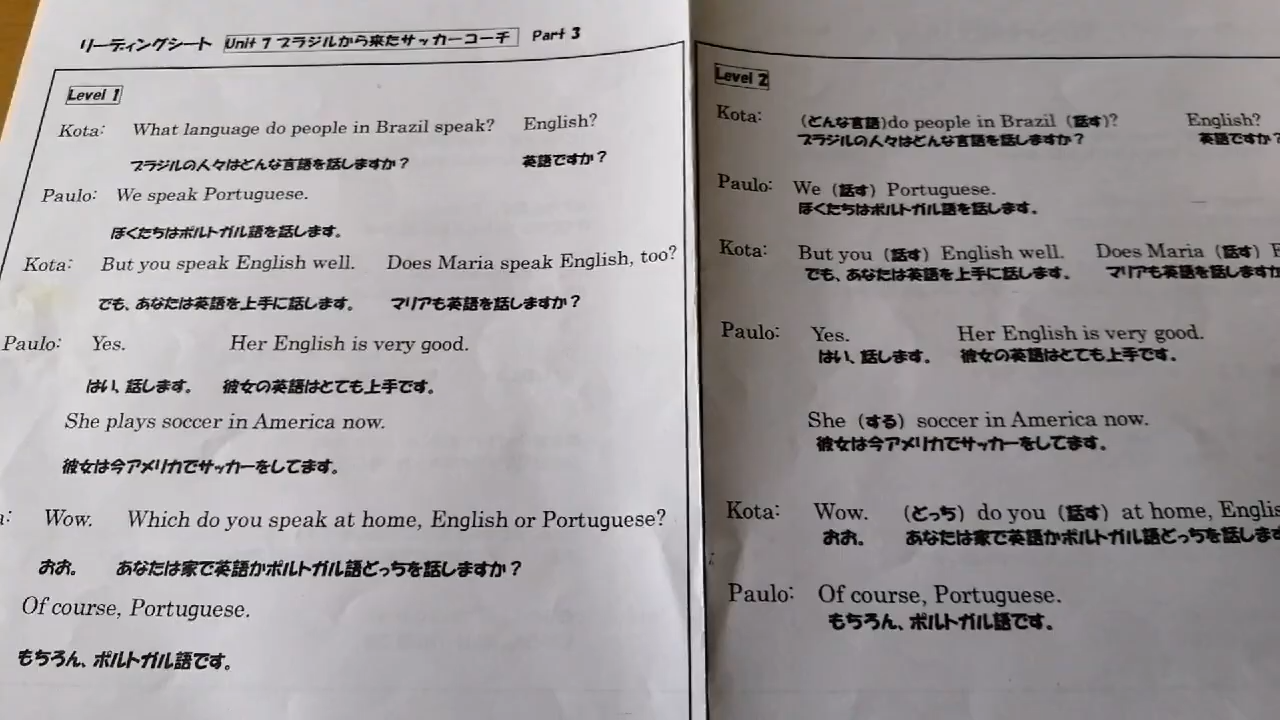 リーディングシート Unit 7 ブラジルから来たサッカーコーチ Part 3
Level 1
Kota: What language do people in Brazil speak? English?
ブラジルの人々はどんな言語を話しますか? 英語ですか?
Paulo: We speak Portuguese.
ぼくたちはポルトガル語を話します。
Kota: But you speak English well. Does Maria speak English, too?
でも、あなたは英語を上手に話します。 マリアも英語を話しますか?
Paulo: Yes. Her English is very good.
はい、話します。 彼女の英語はとても上手です。
She plays soccer in America now.
彼女は今アメリカでサッカーをしてます。
Wow. Which do you speak at home, English or Portuguese?
おお。 あなたは家で英語かポルトガル語どっちを話しますか?
Of course, Portuguese.
もちろん、ポルトガル語です。
Level 2
Kota: (どんな言語)do people in Brazil (話す)? English?
ブラジルの人々はどんな言語を話しますか? 英語ですか?
Paulo: We (話す) Portuguese.
ぼくたちはポルトガル語を話します。
Kota: But you (話す) English well. Does Maria (話す)
でも、あなたは英語を上手に話します。 マリアも英語を話しますか
Paulo: Yes. Her English is very good.
はい、話します。 彼女の英語はとても上手です。
She (する) soccer in America now.
彼女は今アメリカでサッカーをしてます。
Kota: Wow. (どっち) do you (話す) at home, Englis
おお。 あなたは家で英語かポルトガル語どっちを話しま
Paulo: Of course, Portuguese.
もちろん、ポルトガル語です。